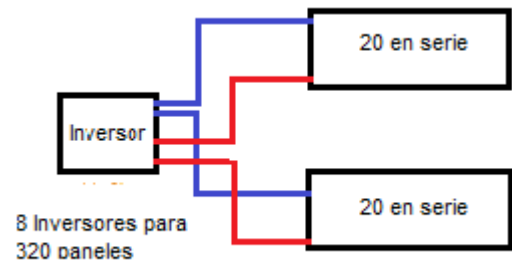 20 en serie
Inversor
20 en serie
8 Inversores para
320 paneles